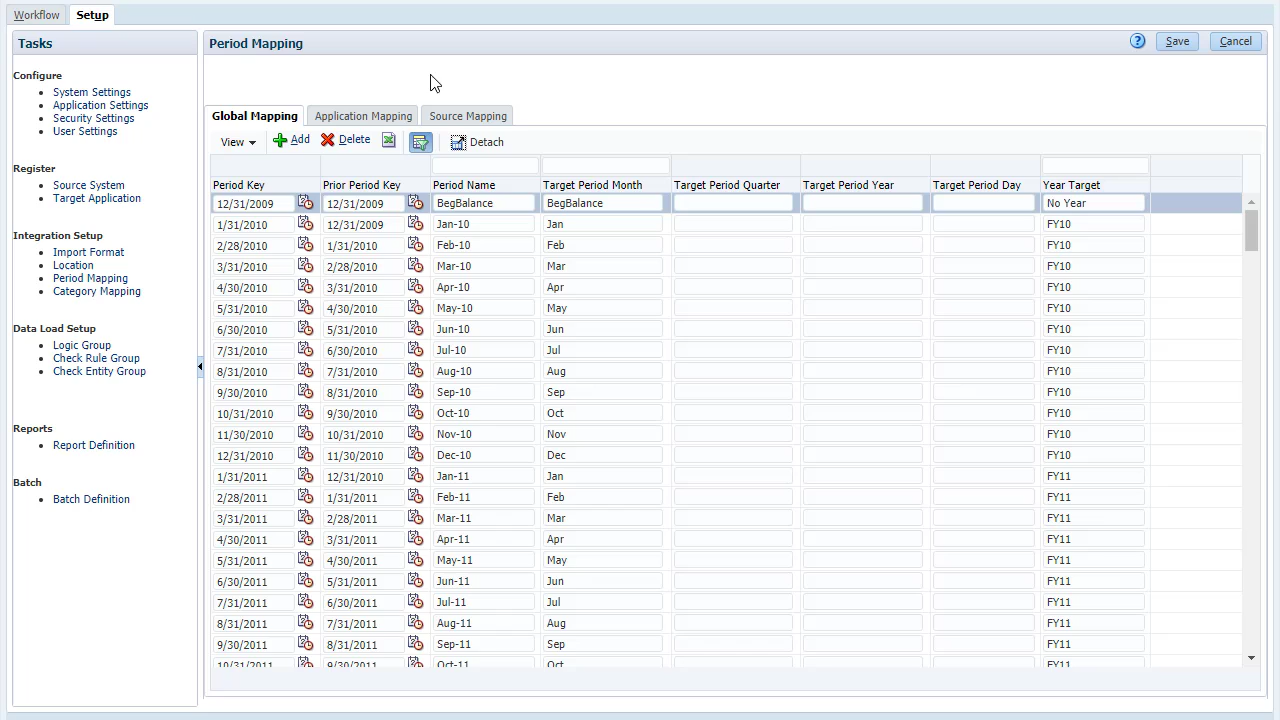 Workflow Setup
Tasks
Configure
System Settings
Application Settings
Security Settings
User Settings
Register
Source System
Target Application
Integration Setup
Import Format
Location
Period Mapping
Category Mapping
Data Load Setup
Logic Group
Check Rule Group
Check Entity Group
Reports
Report Definition
Batch
Batch Definition
Period Mapping ? Save Cancel
Global Mapping Application Mapping Source Mapping
View Add Delete Detach
Period Key Prior Period Key Period Name Target Period Month Target Period Quarter Target Period Year Target Period Day Year Target
12/31/2009 12/31/2009 BegBalance BegBalance No Year
1/31/2010 12/31/2009 Jan-10 Jan FY10
2/28/2010 1/31/2010 Feb-10 Feb FY10
3/31/2010 2/28/2010 Mar-10 Mar FY10
4/30/2010 3/31/2010 Apr-10 Apr FY10
5/31/2010 4/30/2010 May-10 May FY10
6/30/2010 5/31/2010 Jun-10 Jun FY10
7/31/2010 6/30/2010 Jul-10 Jul FY10
8/31/2010 7/31/2010 Aug-10 Aug FY10
9/30/2010 8/31/2010 Sep-10 Sep FY10
10/31/2010 9/30/2010 Oct-10 Oct FY10
11/30/2010 10/31/2010 Nov-10 Nov FY10
12/31/2010 11/30/2010 Dec-10 Dec FY10
1/31/2011 12/31/2010 Jan-11 Jan FY11
2/28/2011 1/31/2011 Feb-11 Feb FY11
3/31/2011 2/28/2011 Mar-11 Mar FY11
4/30/2011 3/31/2011 Apr-11 Apr FY11
5/31/2011 4/30/2011 May-11 May FY11
6/30/2011 5/31/2011 Jun-11 Jun FY11
7/31/2011 6/30/2011 Jul-11 Jul FY11
8/31/2011 7/31/2011 Aug-11 Aug FY11
9/30/2011 8/31/2011 Sep-11 Sep FY11
10/31/2011 9/30/2011 Oct-11 Oct FY11